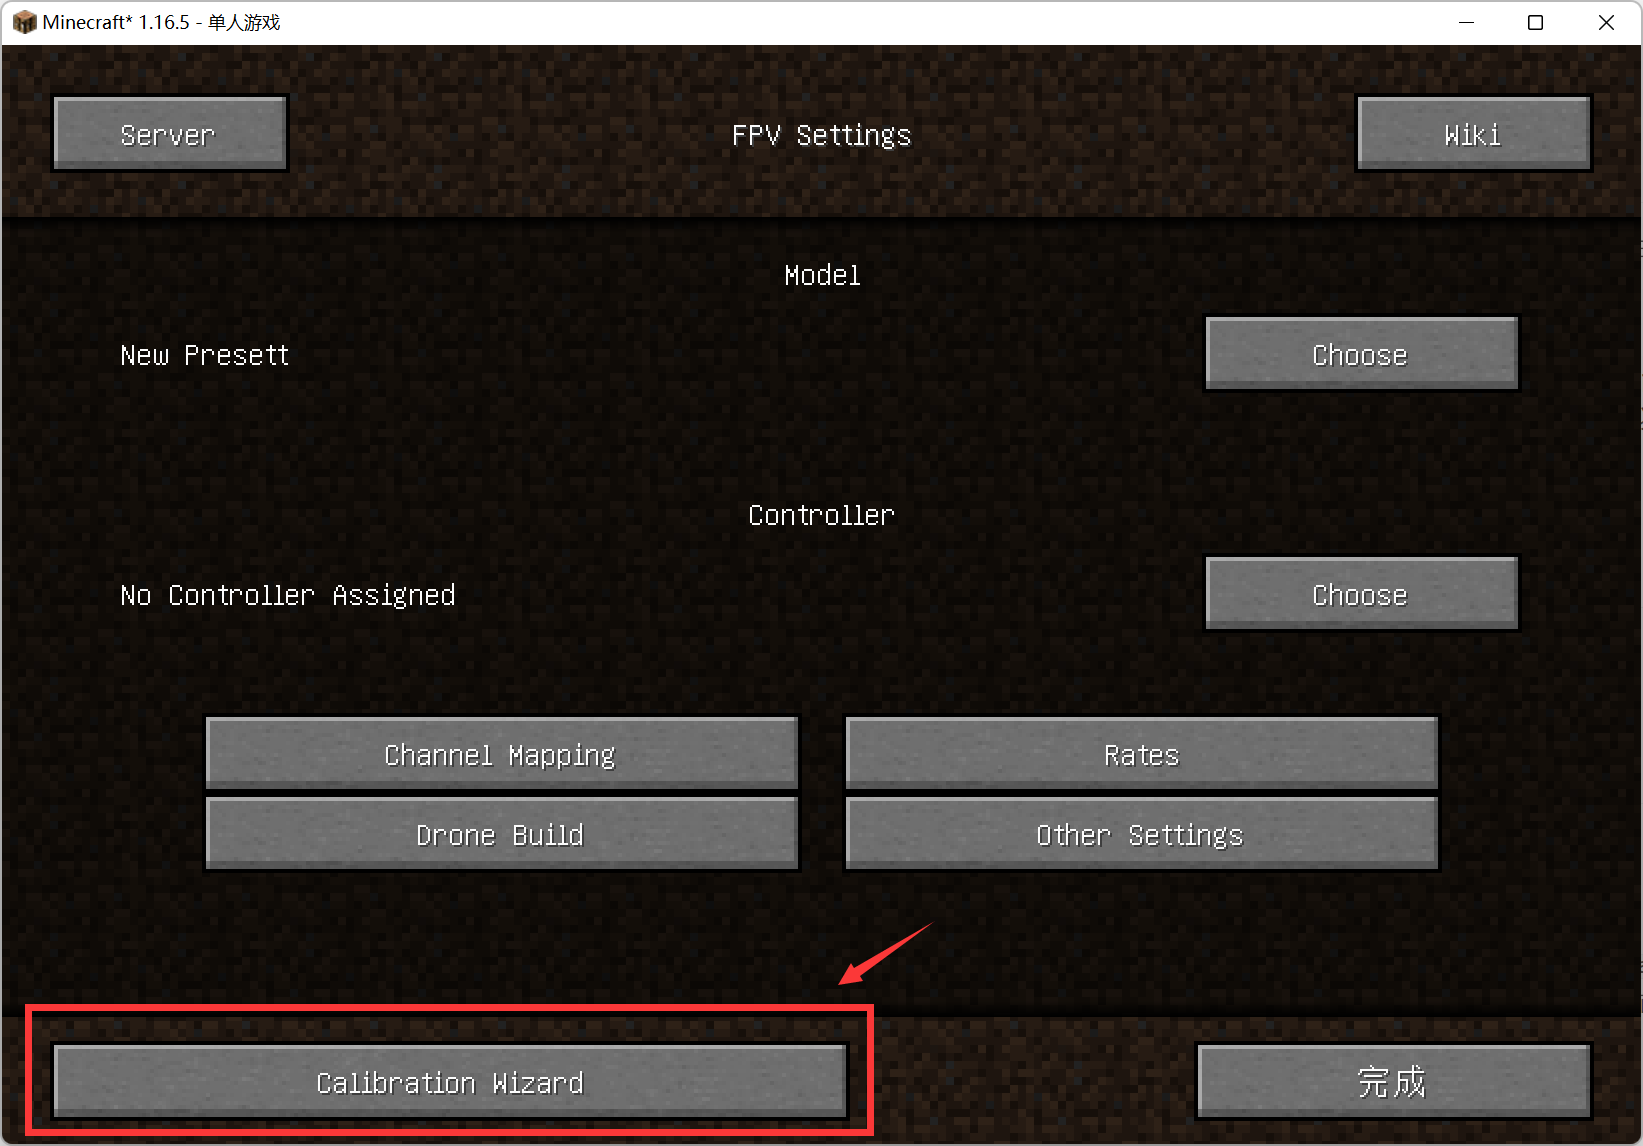 Minecraft* 1.16.5 - 单人游戏
Server
FPV Settings
Wiki
Model
New Presett
Choose
Controller
No Controller Assigned
Choose
Channel Mapping
Rates
Drone Build
Other Settings
Calibration Wizard
完成